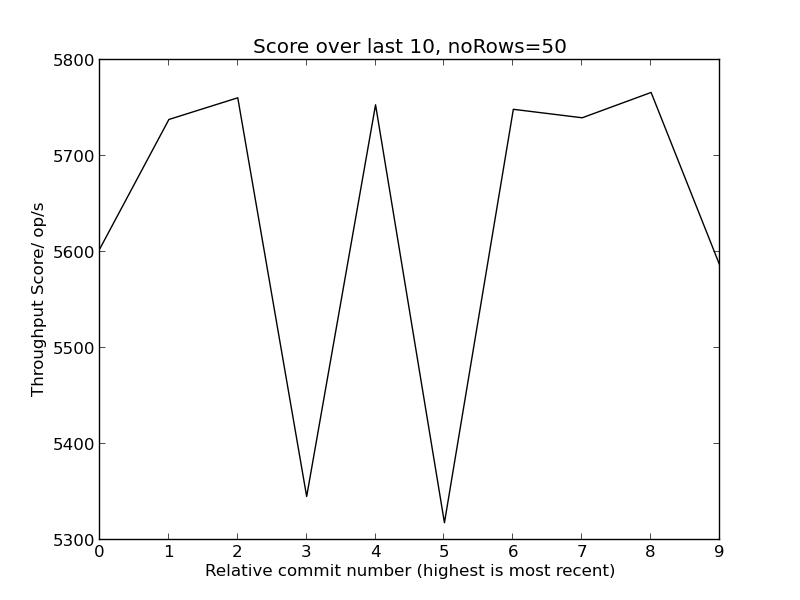 Score over last 10, noRows=50
Throughput Score/ op/s
5800
5700
5600
5500
5400
5300
0 1 2 3 4 5 6 7 8 9
Relative commit number (highest is most recent)